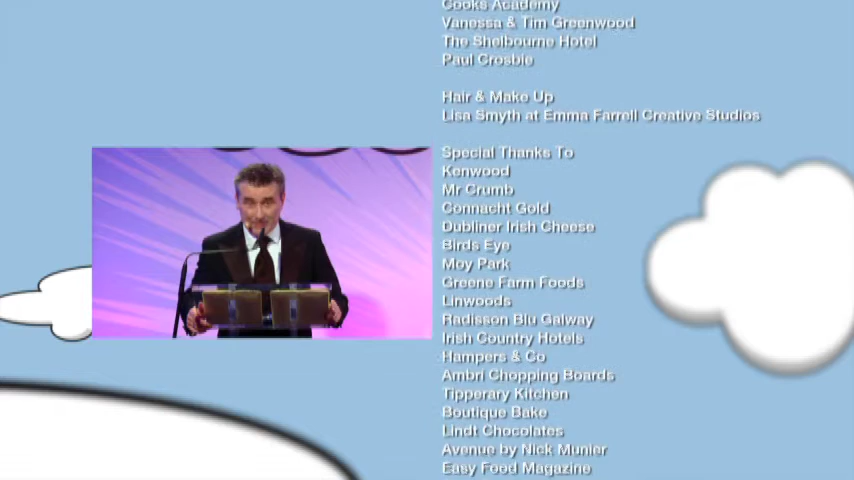 Cooks Academy
Vanessa & Tim Greenwood
The Shelbourne Hotel
Paul Crosbie
Hair & Make Up
Lisa Smyth at Emma Farrell Creative Studios
Special Thanks To
Kenwood
Mr Crumb
Connacht Gold
Dubliner Irish Cheese
Birds Eye
Moy Park
Greene Farm Foods
Linwoods
Radisson Blu Galway
Irish Country Hotels
Hampers & Co
Ambri Chopping Boards
Tipperary Kitchen
Boutique Bake
Lindt Chocolates
Avenue by Nick Munier
Easy Food Magazine